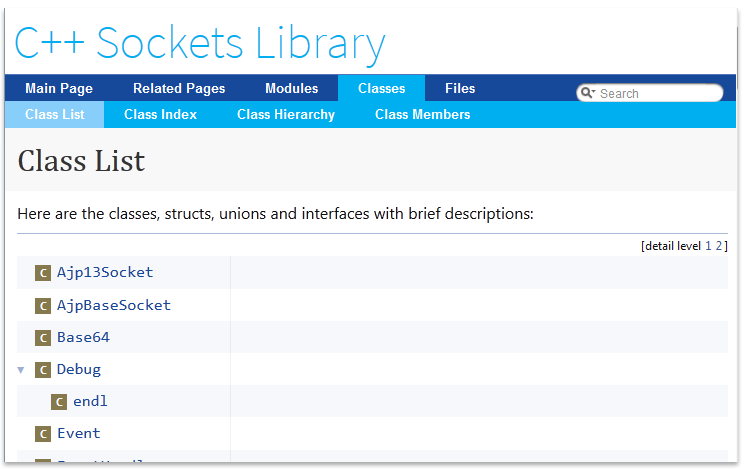 C++ Sockets Library
Main Page Related Pages Modules Classes Files Search
Class List Class Index Class Hierarchy Class Members
Class List
Here are the classes, structs, unions and interfaces with brief descriptions:
[detail level 1 2]
C Ajp13Socket
C AjpBaseSocket
C Base64
▼ C Debug
C endl
C Event